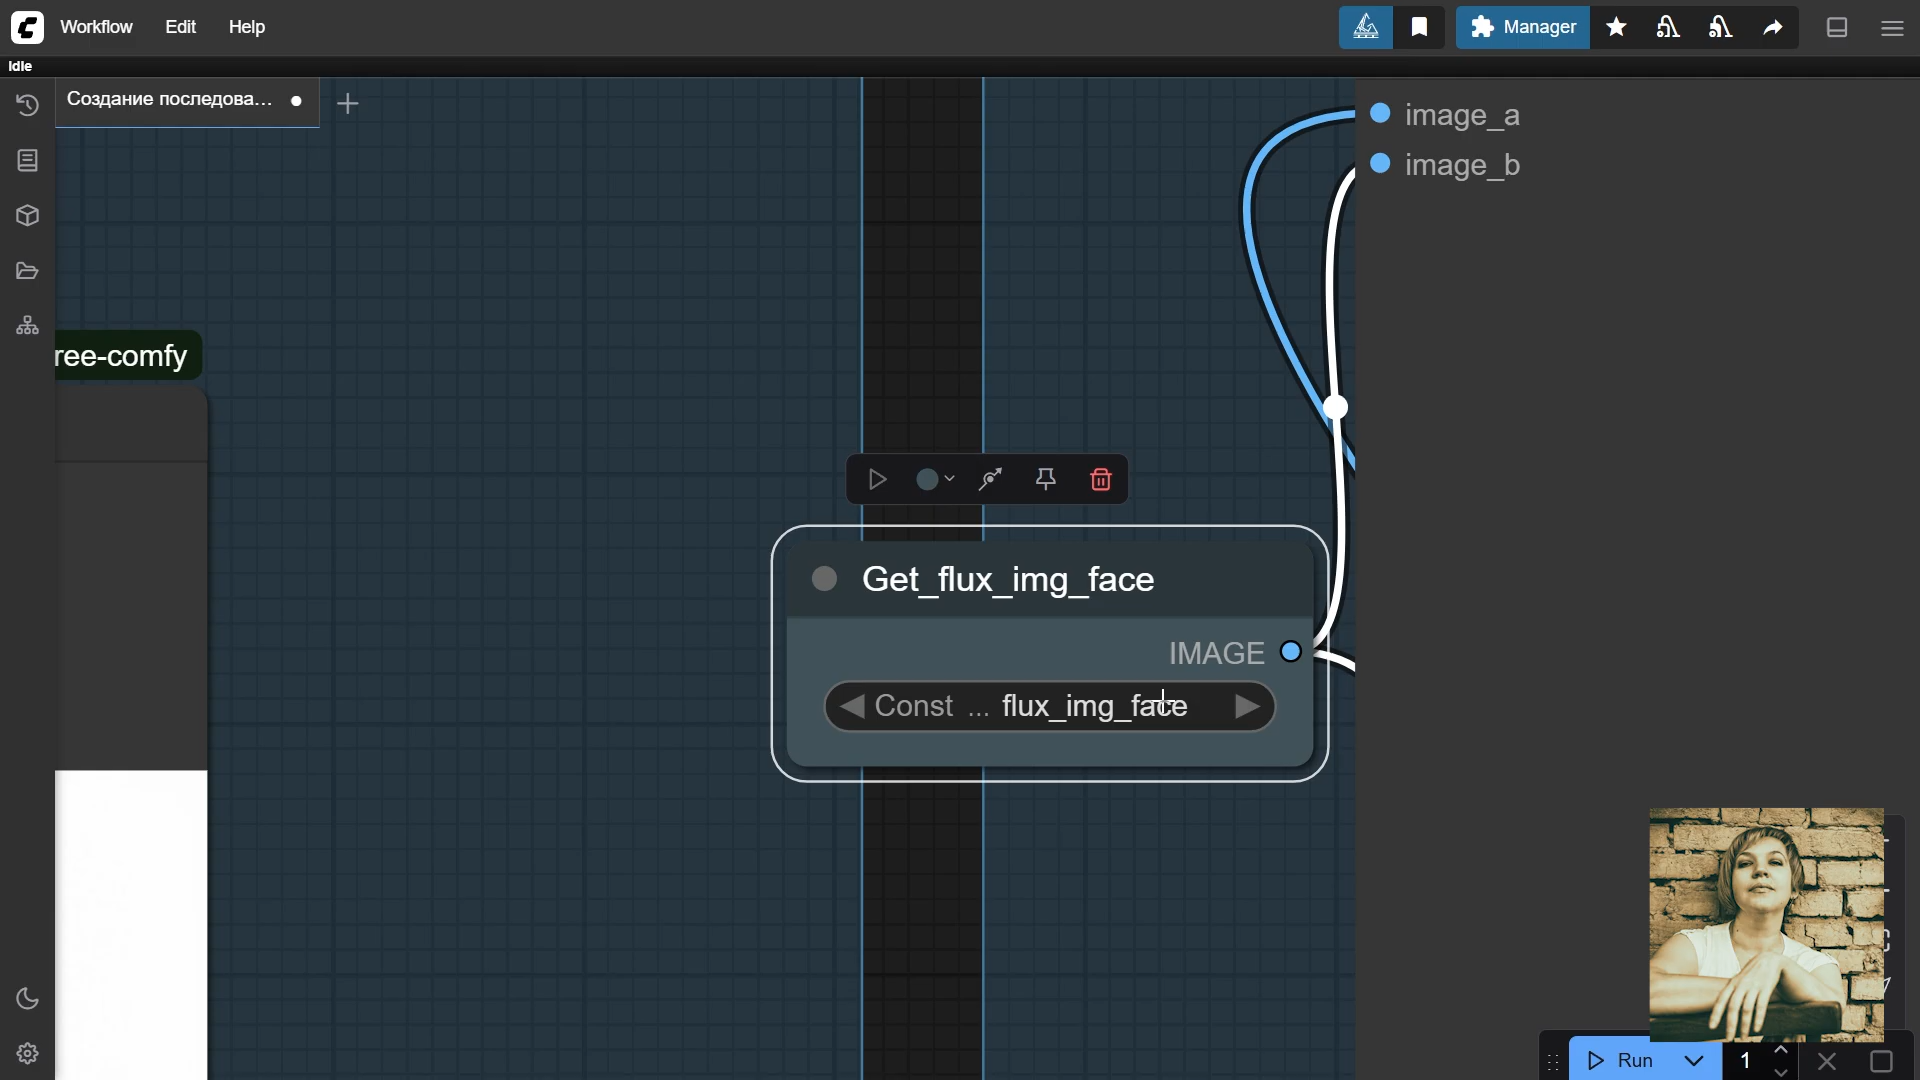 Workflow Edit Help Manager
Idle
Создание последова...
image_a
image_b
ree-comfy
Get_flux_img_face
IMAGE
Const ... flux_img_face
Run 1